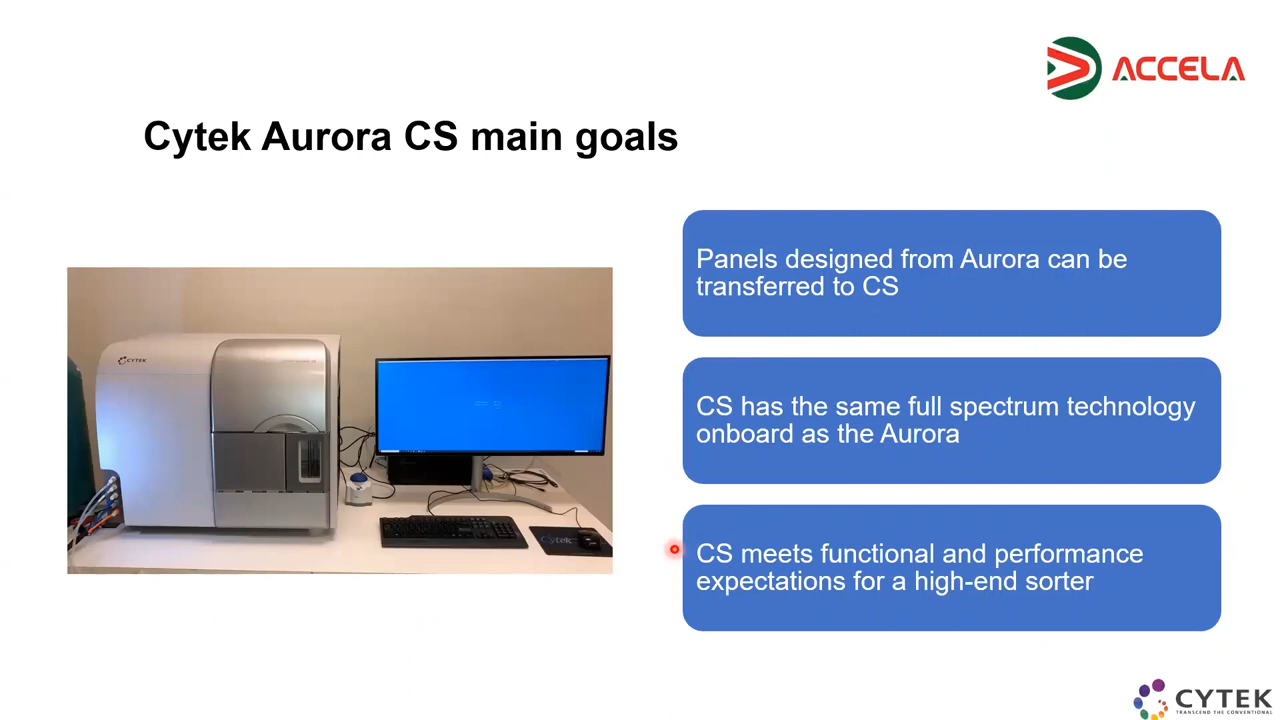 ACCELA
Cytek Aurora CS main goals
Panels designed from Aurora can be
transferred to CS
CS has the same full spectrum technology
onboard as the Aurora
CS meets functional and performance
expectations for a high-end sorter
CYTEK
Cytek
CYTEK
TRANSCEND THE CONVENTIONAL